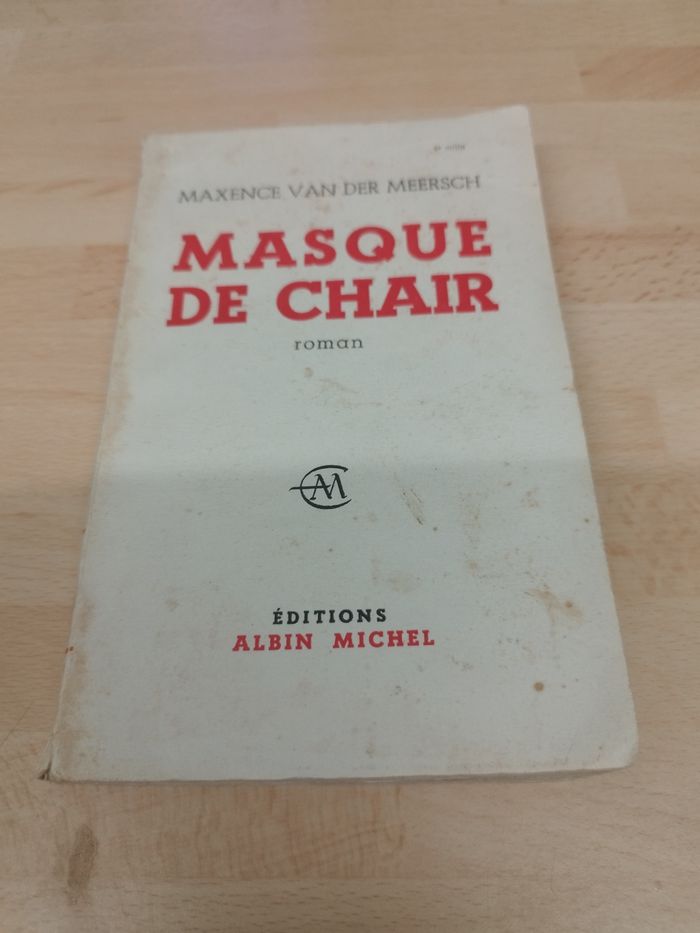 MAXENCE VAN DER MEERSCH
MASQUE
DE CHAIR
roman
AM
ÉDITIONS
ALBIN MICHEL